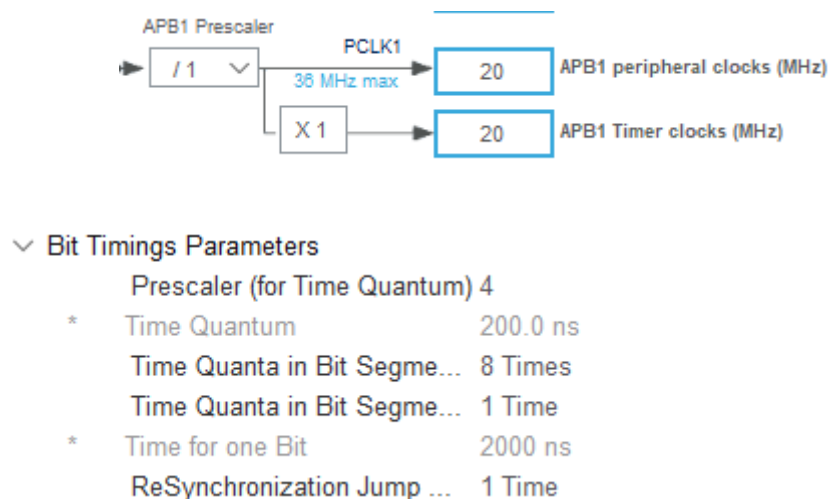 APB1 Prescaler
/ 1
PCLK1
36 MHz max
20
APB1 peripheral clocks (MHz)
X 1
20
APB1 Timer clocks (MHz)
Bit Timings Parameters
Prescaler (for Time Quantum) 4
* Time Quantum 200.0 ns
Time Quanta in Bit Segme... 8 Times
Time Quanta in Bit Segme... 1 Time
* Time for one Bit 2000 ns
ReSynchronization Jump ... 1 Time